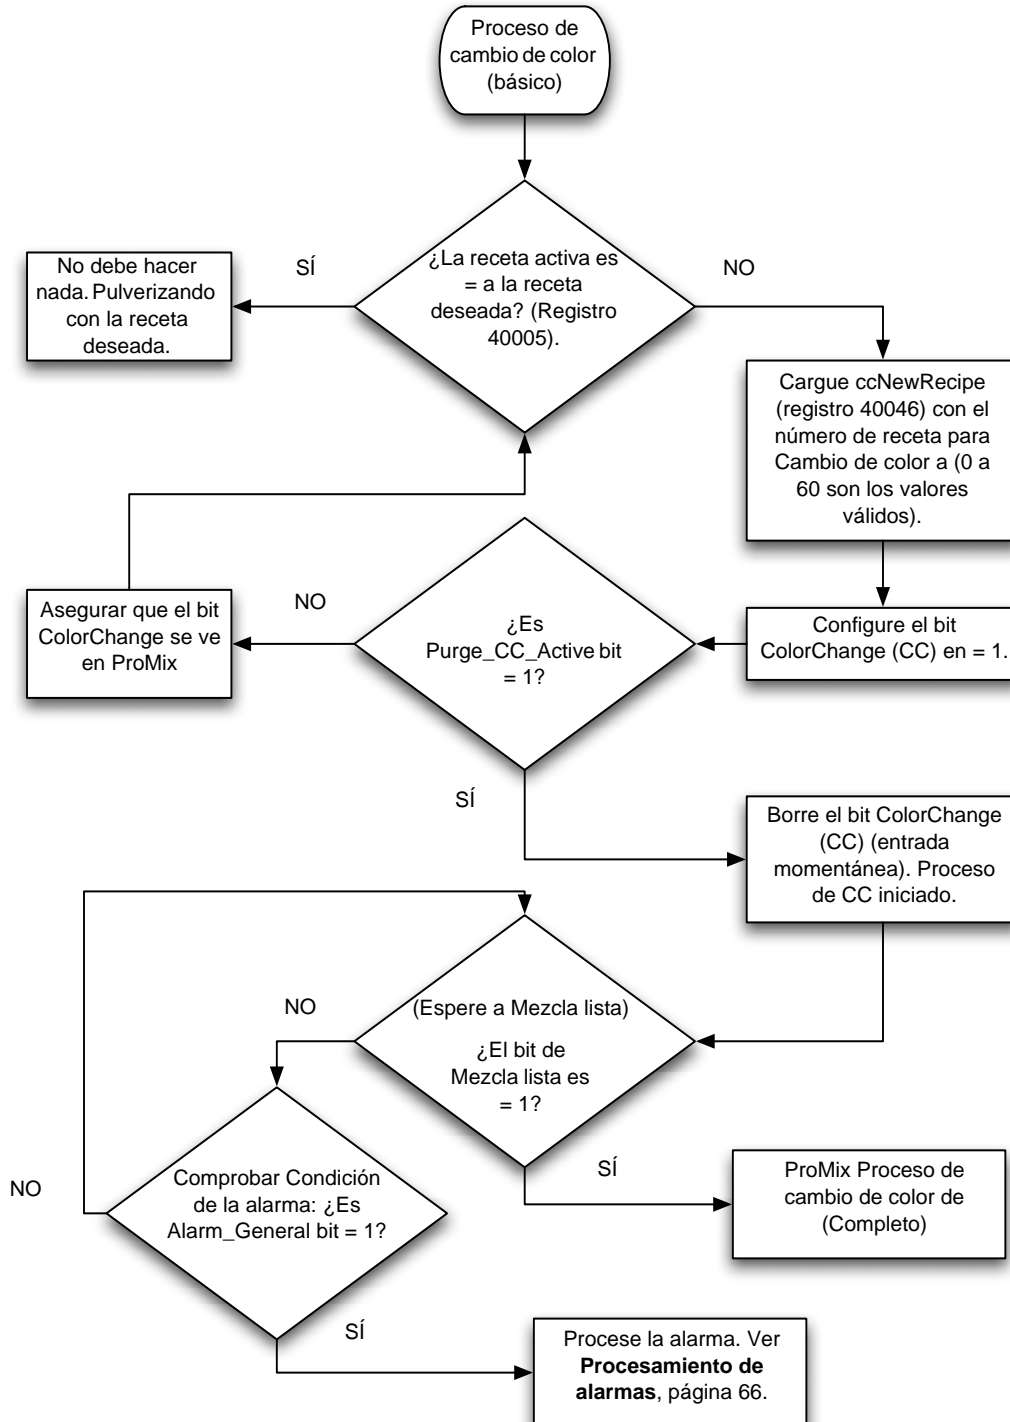 Proceso de
cambio de color
(básico)
¿La receta activa es
= a la receta
deseada? (Registro
40005).
SÍ
NO
No debe hacer
nada. Pulverizando
con la receta
deseada.
Cargue ccNewRecipe
(registro 40046) con el
número de receta para
Cambio de color a (0 a
60 son los valores
válidos).
Configure el bit
ColorChange (CC) en = 1.
¿Es
Purge_CC_Active bit
= 1?
NO
Asegurar que el bit
ColorChange se ve
en ProMix
SÍ
Borre el bit ColorChange
(CC) (entrada
momentánea). Proceso
de CC iniciado.
(Espere a Mezcla lista)
¿El bit de
Mezcla lista es
= 1?
NO
SÍ
ProMix Proceso de
cambio de color de
(Completo)
Comprobar Condición
de la alarma: ¿Es
Alarm_General bit = 1?
NO
SÍ
Procese la alarma. Ver
Procesamiento de
alarmas, página 66.